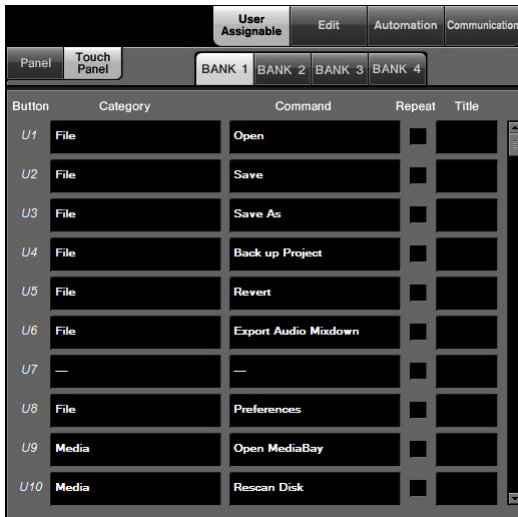 User Assignable Edit Automation Communication
Panel Touch Panel BANK 1 BANK 2 BANK 3 BANK 4
Button Category Command Repeat Title
U1 File Open
U2 File Save
U3 File Save As
U4 File Back up Project
U5 File Revert
U6 File Export Audio Mixdown
U7 — —
U8 File Preferences
U9 Media Open MediaBay
U10 Media Rescan Disk